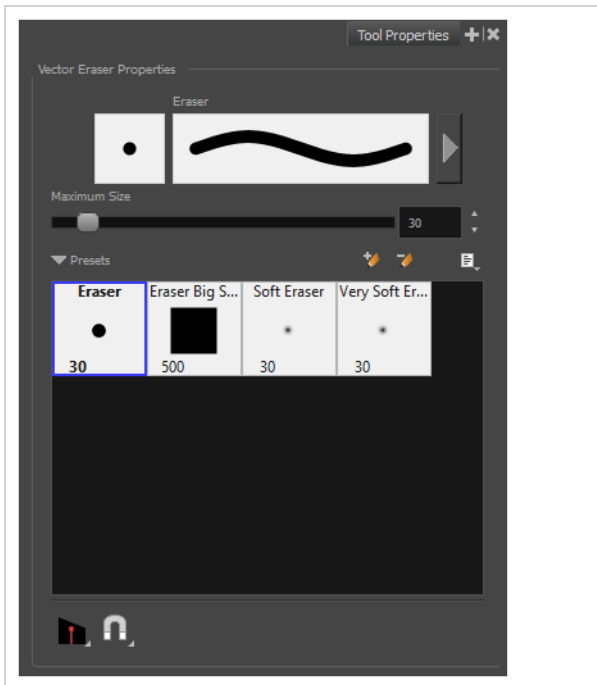 Tool Properties
Vector Eraser Properties
Eraser
Maximum Size
30
Presets
Eraser Eraser Big S... Soft Eraser Very Soft Er...
30 500 30 30